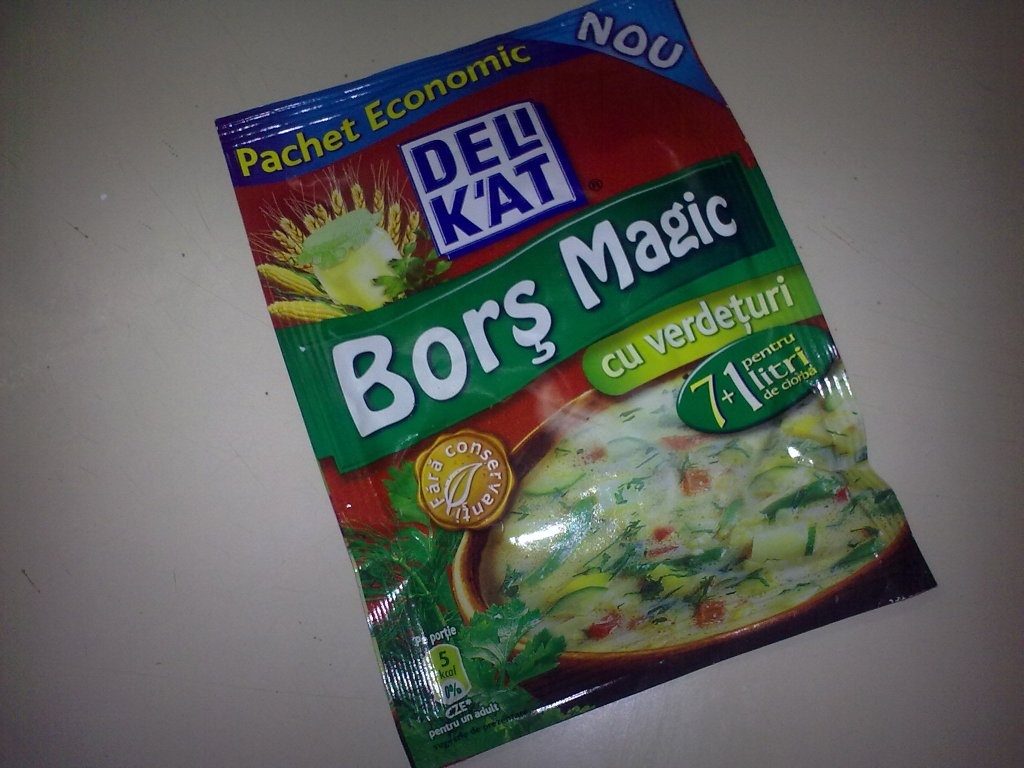 NOU
Pachet Economic
DELI
K'AT
®
Borş Magic
cu verdeţuri
7+1 pentru
litri
de ciorbă
Fără conservanţi
Pe porţie
5
kcal
CZE*
pentru un adult